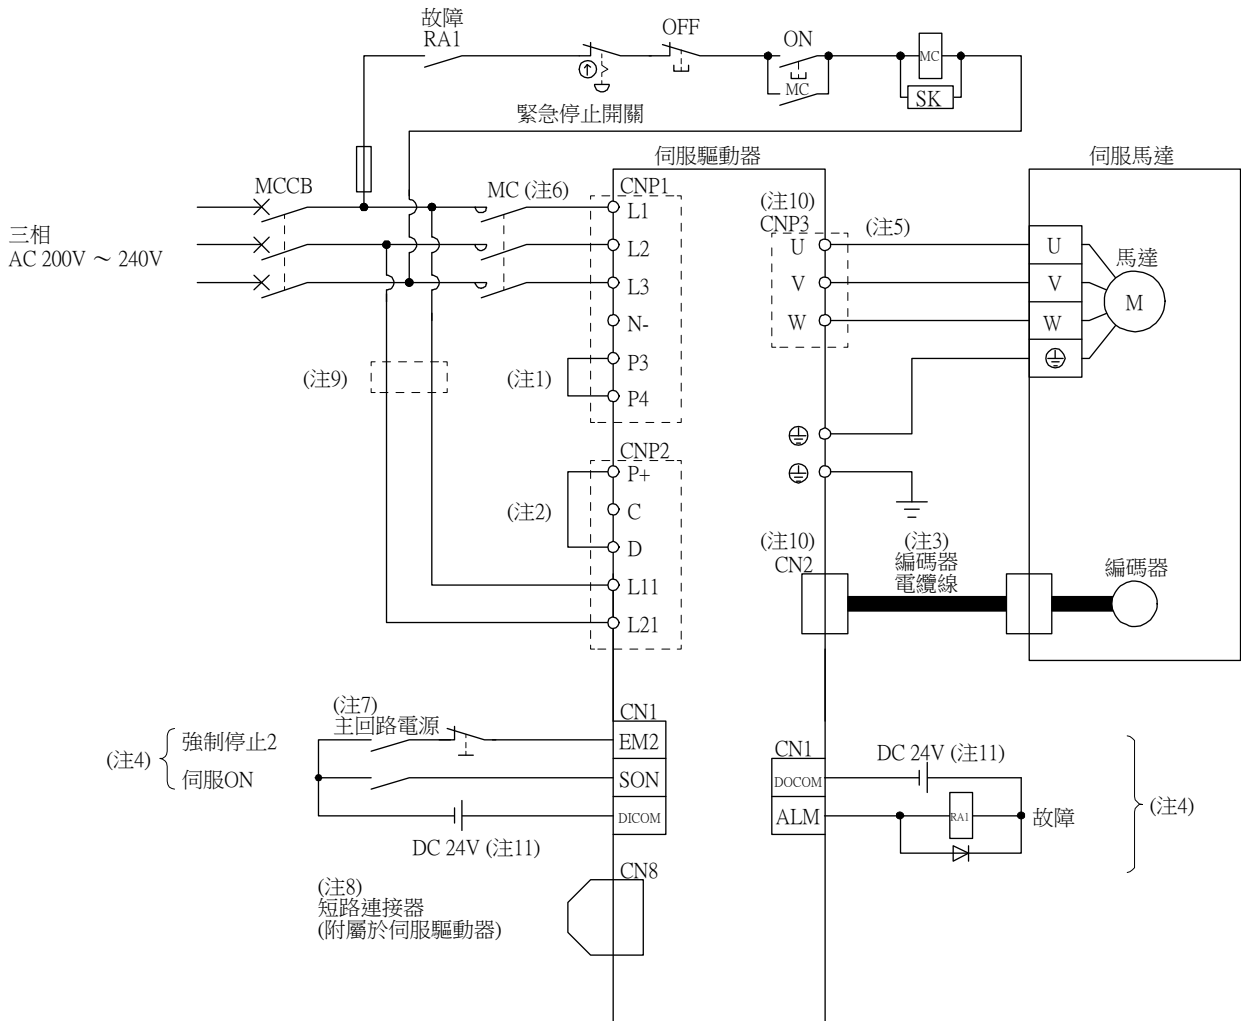 故障
RA1
OFF
ON
MC
MC
SK
緊急停止開關
伺服驅動器
伺服馬達
MCCB
MC (注6)
CNP1
(注10)
CNP3
三相
AC 200V ～ 240V
L1
L2
L3
N-
P3
P4
U
V
W
(注5)
U
V
W
馬達
M
(注9)
(注1)
CNP2
P+
C
D
L11
L21
(注2)
(注10)
CN2
(注3)
編碼器
電纜線
編碼器
(注7)
主回路電源
(注4)
強制停止2
伺服ON
CN1
EM2
SON
DICOM
DC 24V (注11)
CN1
DOCOM
ALM
DC 24V (注11)
RA1
故障
(注4)
CN8
(注8)
短路連接器
(附屬於伺服驅動器)